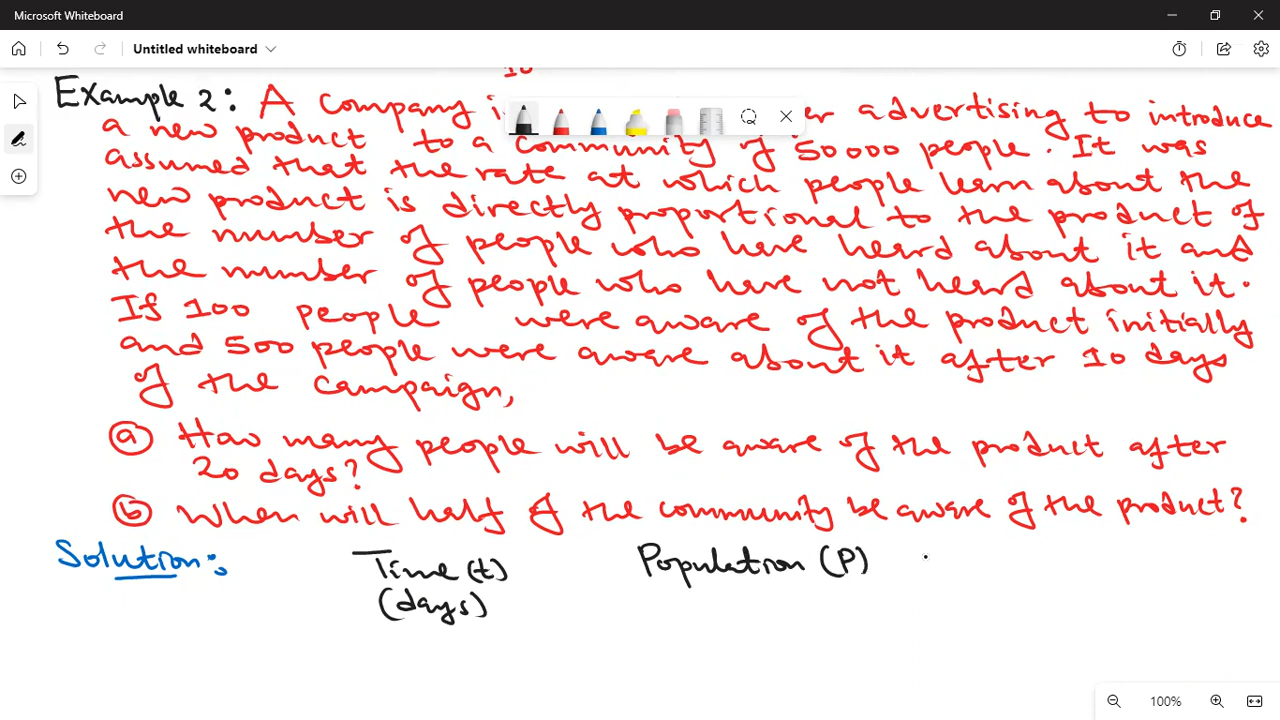 Microsoft Whiteboard
Untitled whiteboard
Example 2: A company advertising to introduce
a new product to a community of 50000 people. It was
assumed that the rate at which people learn about the
new product is directly proportional to the product of
the number of people who have heard about it and
the number of people who have not heard about it.
If 100 people were aware of the product initially
and 500 people were aware about it after 10 days
of the campaign,
(a) How many people will be aware of the product after
20 days?
(b) When will half of the community be aware of the product?
Solution:
Time (t) Population (P)
(days)
100%